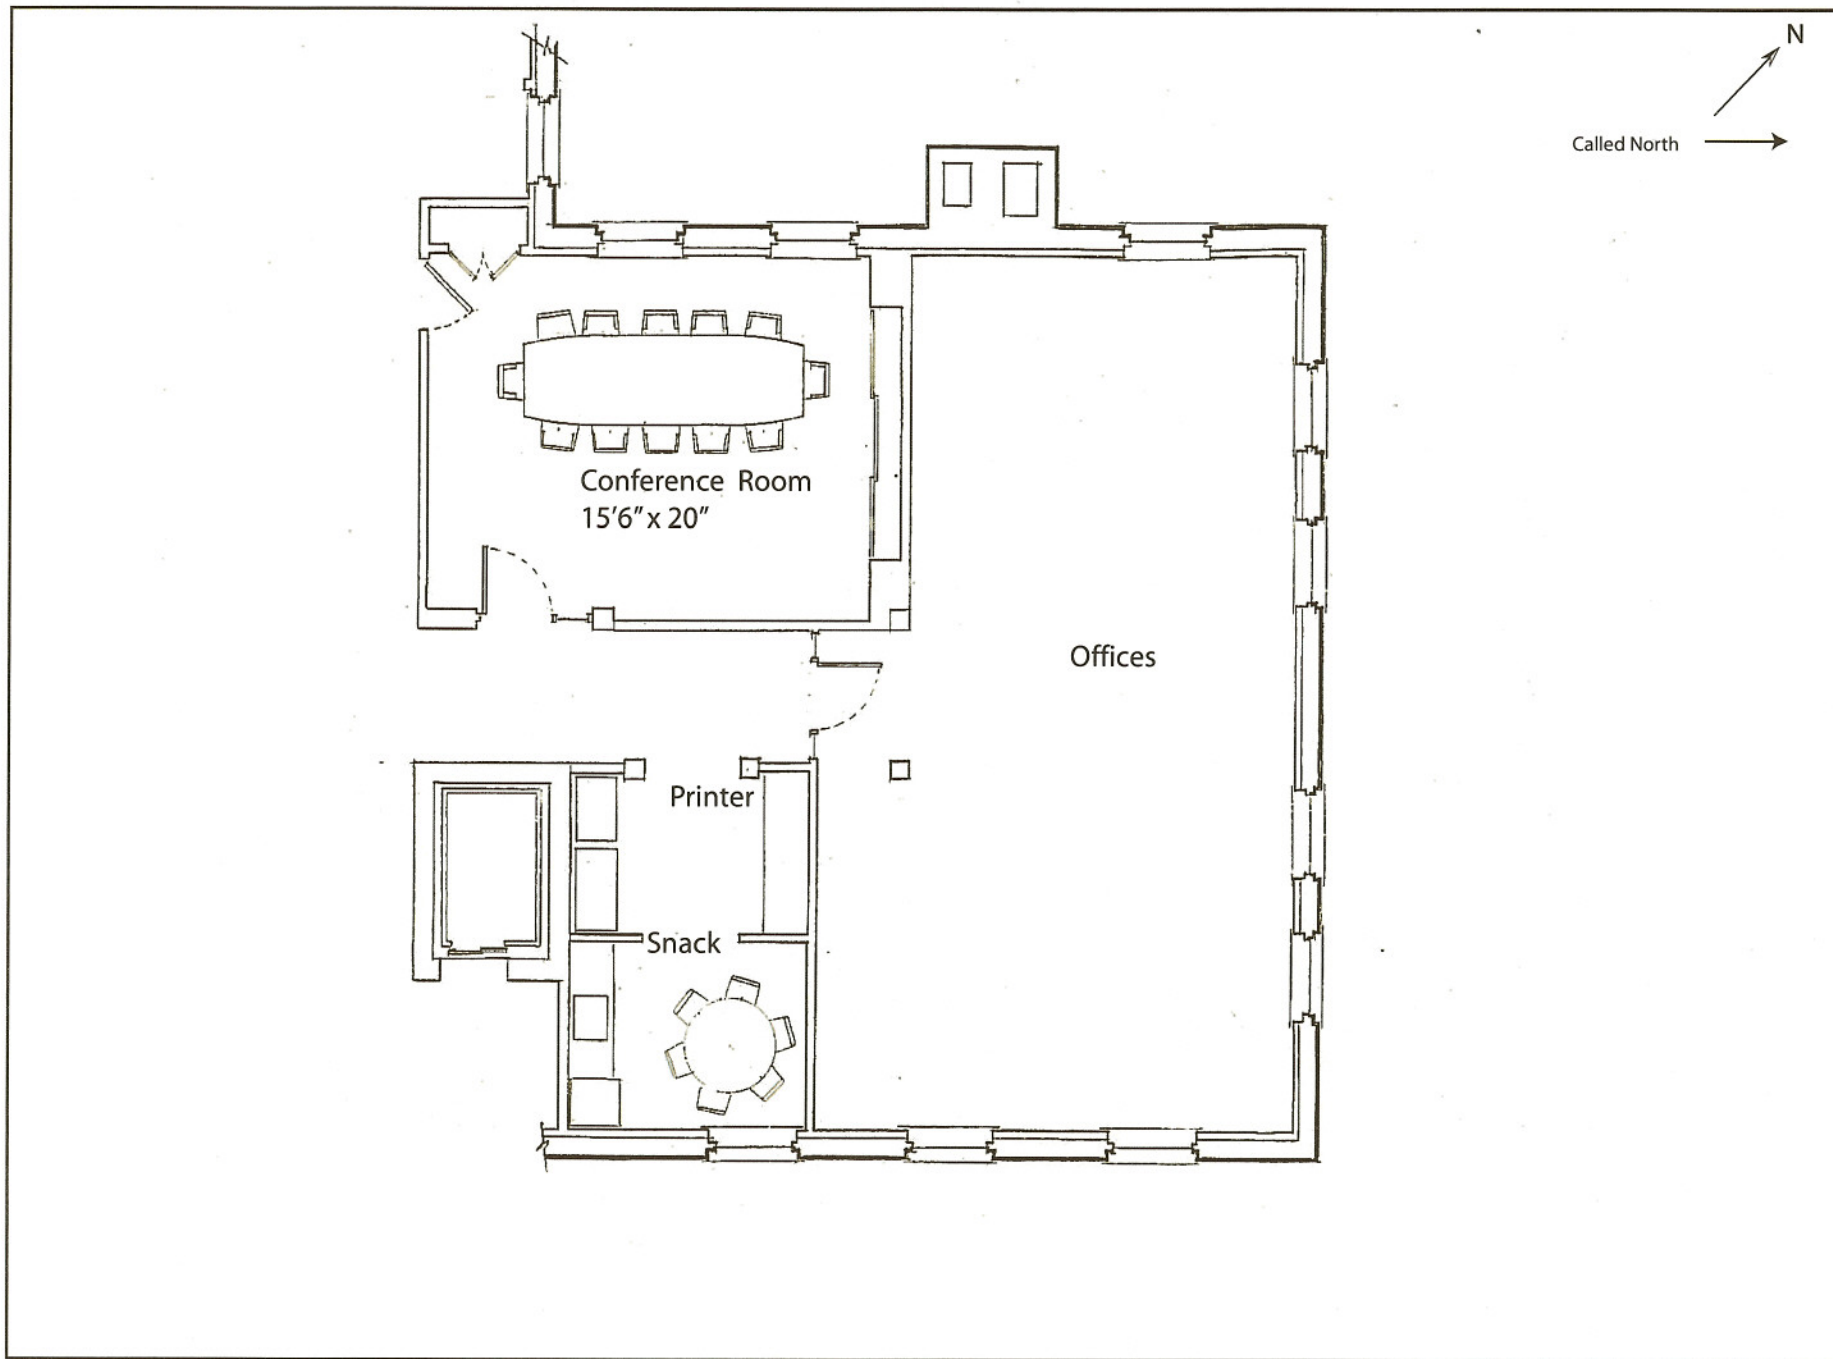 N
Called North
Conference Room
15’6” x 20”
Offices
Printer
Snack